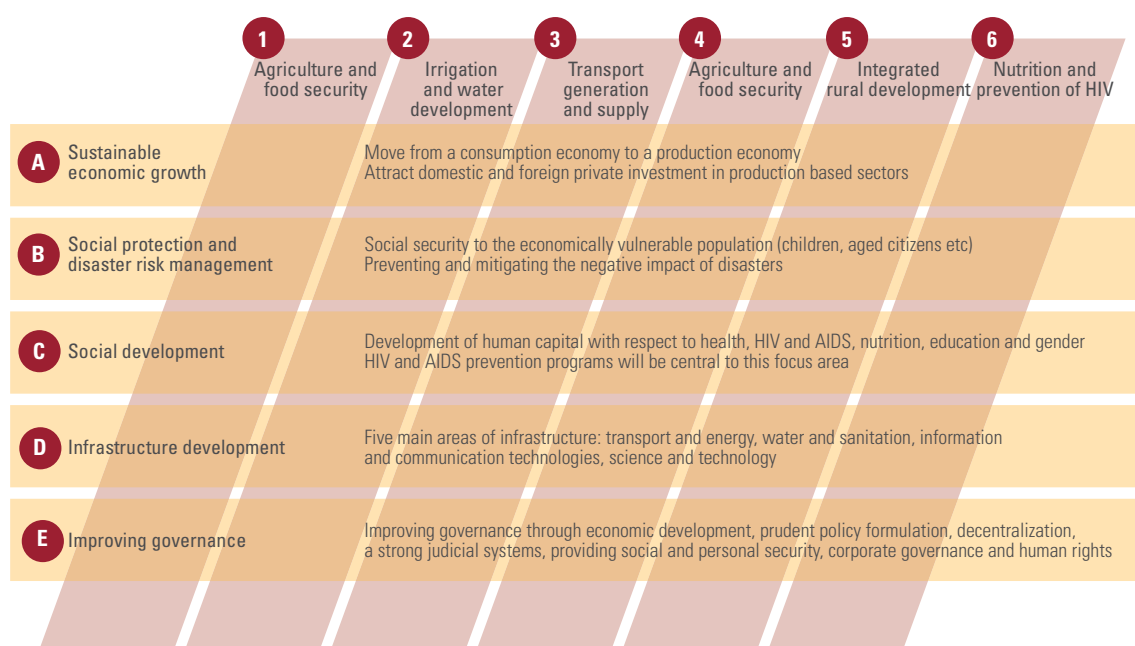 1
Agriculture and
food security
2
Irrigation
and water
development
3
Transport
generation
and supply
4
Agriculture and
food security
5
Integrated
rural development
6
Nutrition and
prevention of HIV
A
Sustainable
economic growth
Move from a consumption economy to a production economy
Attract domestic and foreign private investment in production based sectors
B
Social protection and
disaster risk management
Social security to the economically vulnerable population (children, aged citizens etc)
Preventing and mitigating the negative impact of disasters
C
Social development
Development of human capital with respect to health, HIV and AIDS, nutrition, education and gender
HIV and AIDS prevention programs will be central to this focus area
D
Infrastructure development
Five main areas of infrastructure: transport and energy, water and sanitation, information
and communication technologies, science and technology
E
Improving governance
Improving governance through economic development, prudent policy formulation, decentralization,
a strong judicial systems, providing social and personal security, corporate governance and human rights